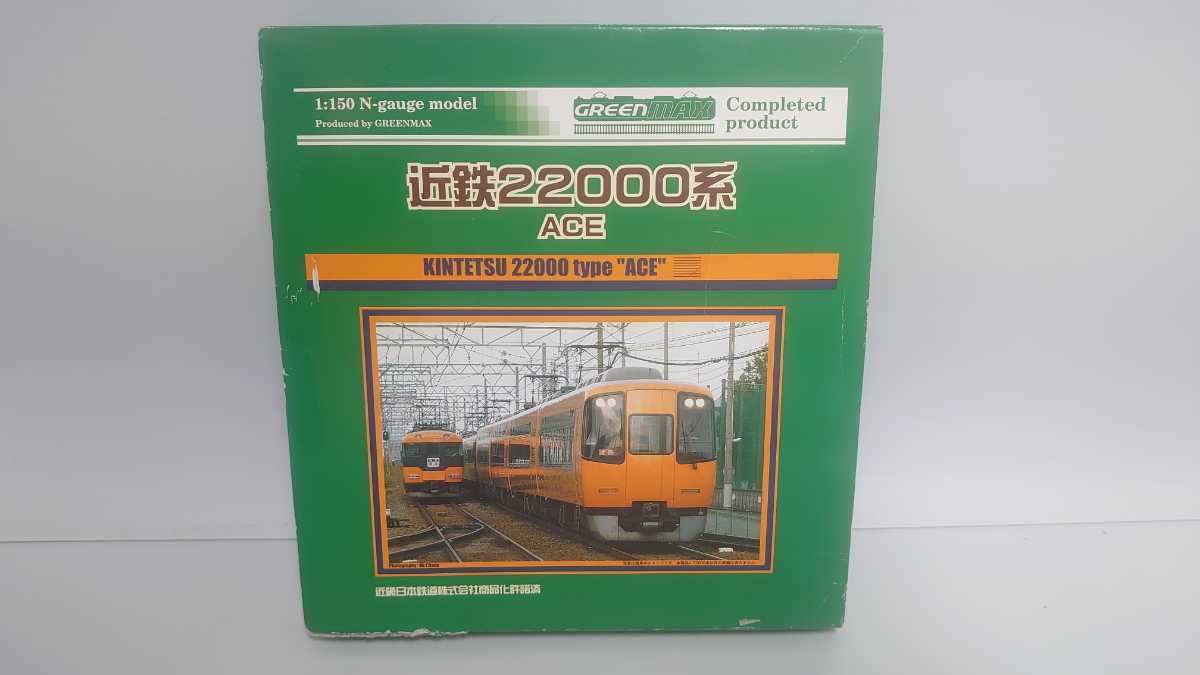 1:150 N-gauge model
Produced by GREENMAX
GREENMAX
Completed
product
近鉄22000系
ACE
KINTETSU 22000 type "ACE"
近畿日本鉄道株式会社商品化許諾済